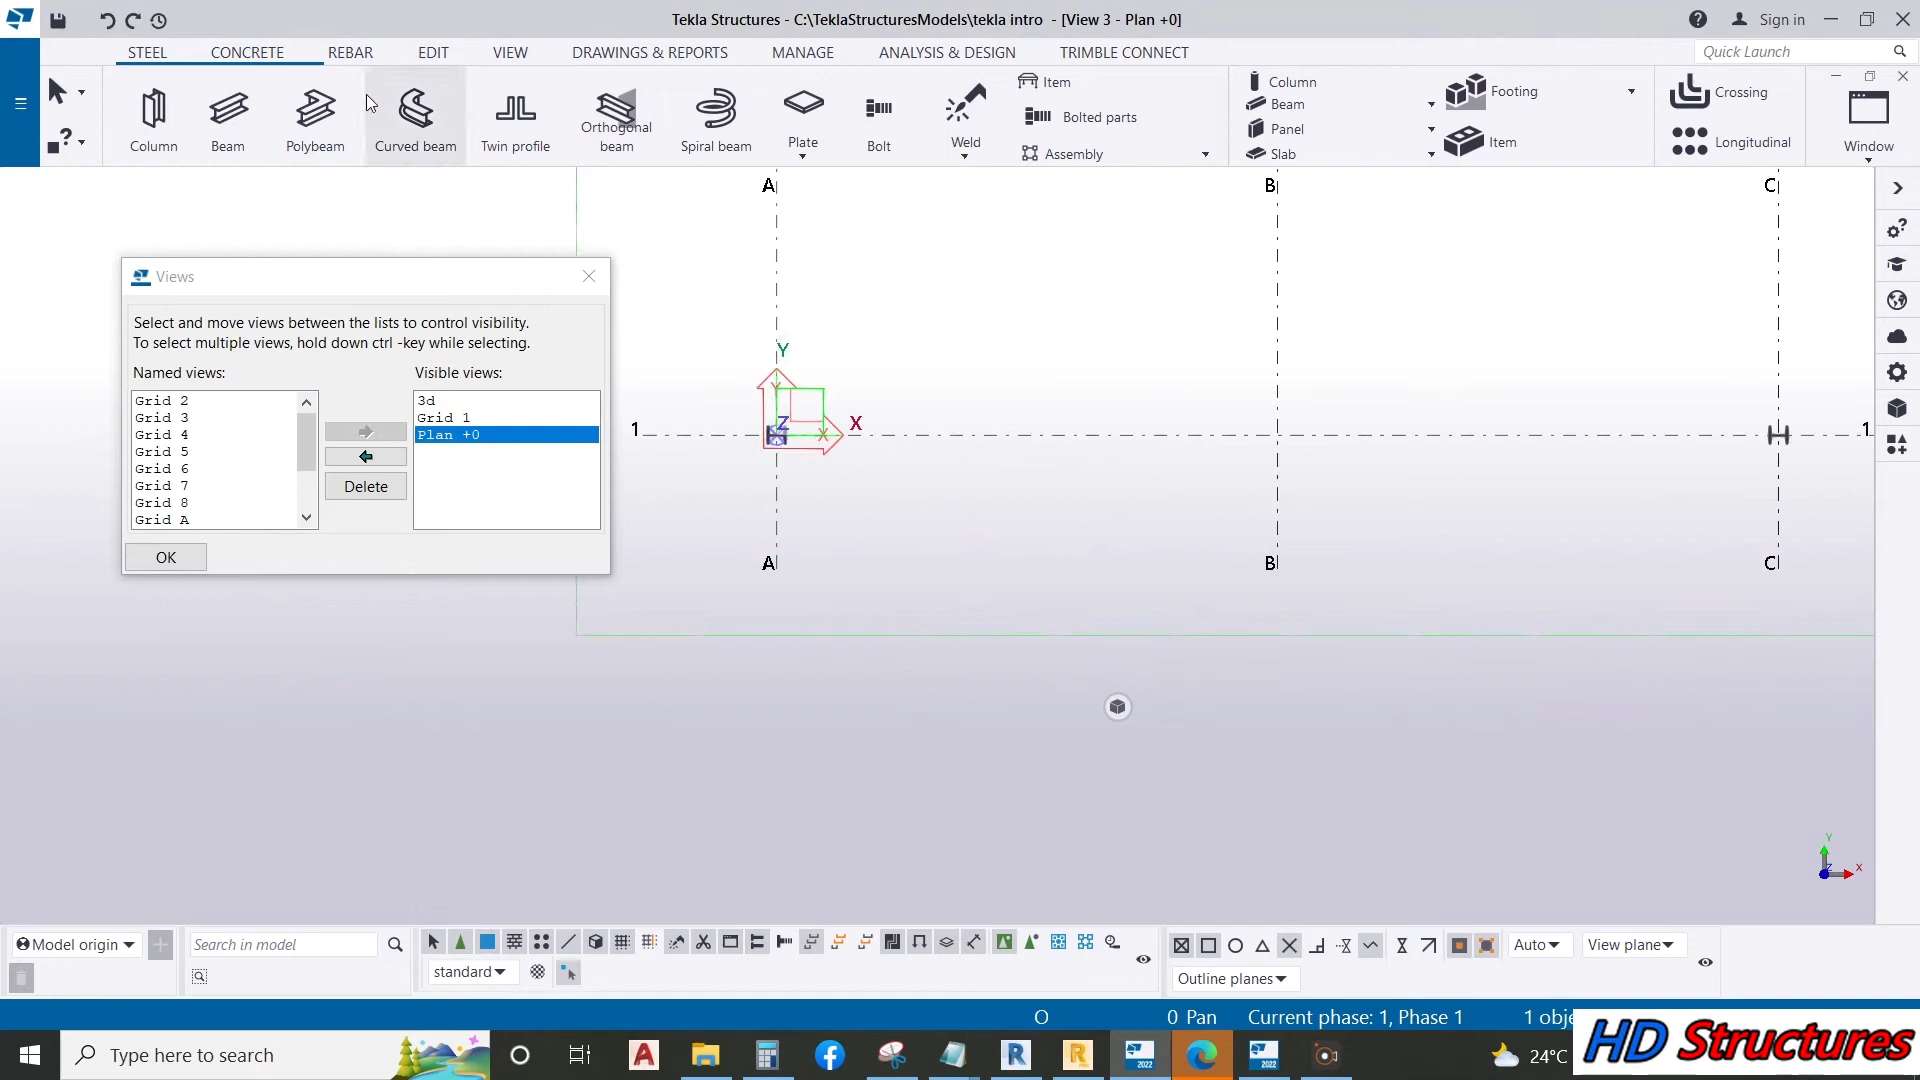 Tekla Structures - C:\TeklaStructuresModels\tekla intro - [View 3 - Plan +0]
Sign in
STEEL CONCRETE REBAR EDIT VIEW DRAWINGS & REPORTS MANAGE ANALYSIS & DESIGN TRIMBLE CONNECT
Quick Launch
Column
Beam
Polybeam
Curved beam
Twin profile
Orthogonal
beam
Spiral beam
Plate
Bolt
Weld
Item
Bolted parts
Assembly
Column
Beam
Panel
Slab
Footing
Item
Crossing
Longitudinal
Window
A B C
Views
Select and move views between the lists to control visibility.
To select multiple views, hold down ctrl -key while selecting.
Named views: Visible views:
Grid 2
Grid 3
Grid 4
Grid 5
Grid 6
Grid 7
Grid 8
Grid A
3d
Grid 1
Plan +0
Delete
OK
Y
Y
Z
X
X
1 1
A B C
Y
Z
X
Model origin
Search in model
standard
Auto
View plane
Outline planes
O 0 Pan Current phase: 1, Phase 1 1 obje
Type here to search
A
R
R
2022
2022
24°C
HD Structures